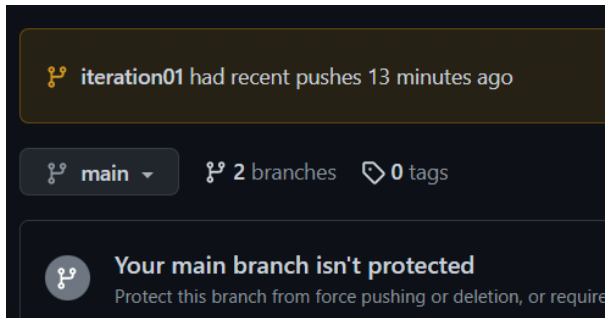 iteration01 had recent pushes 13 minutes ago
main 2 branches 0 tags
Your main branch isn't protected
Protect this branch from force pushing or deletion, or require